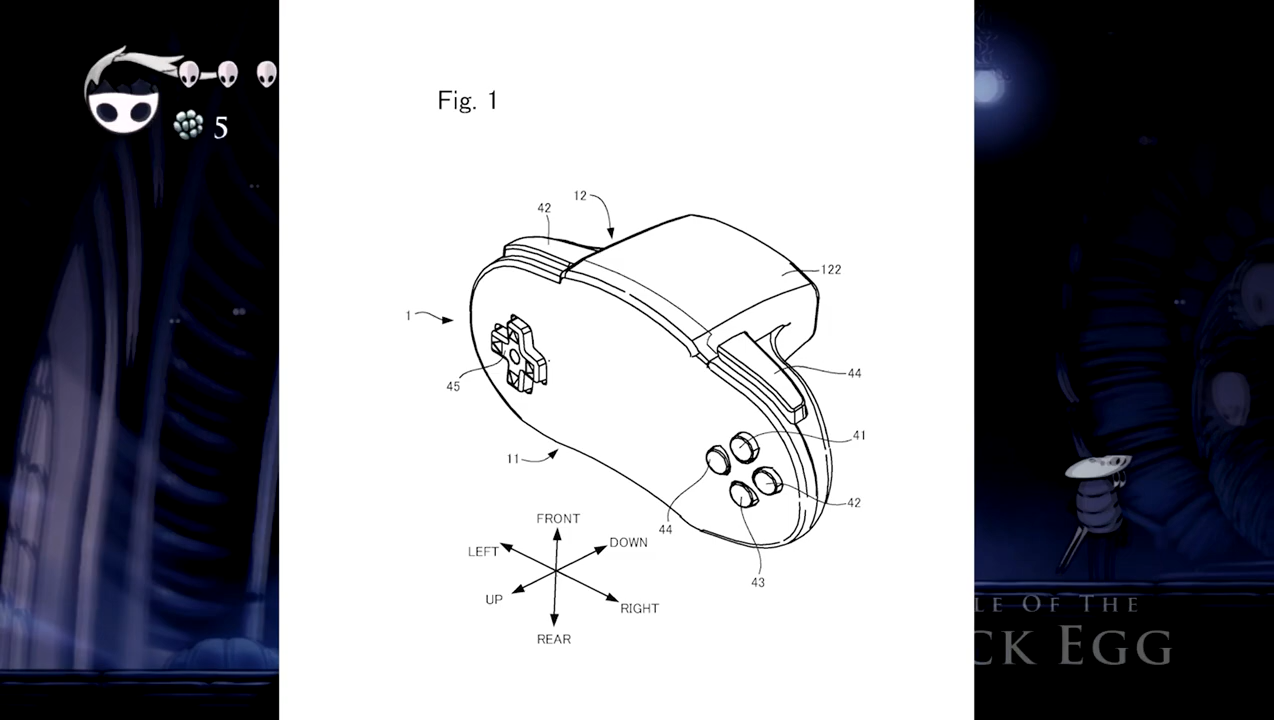 5
Fig. 1
12
42
122
1
45
44
41
11
42
44
43
FRONT
LEFT
DOWN
UP
RIGHT
REAR
LE OF THE
CK EGG